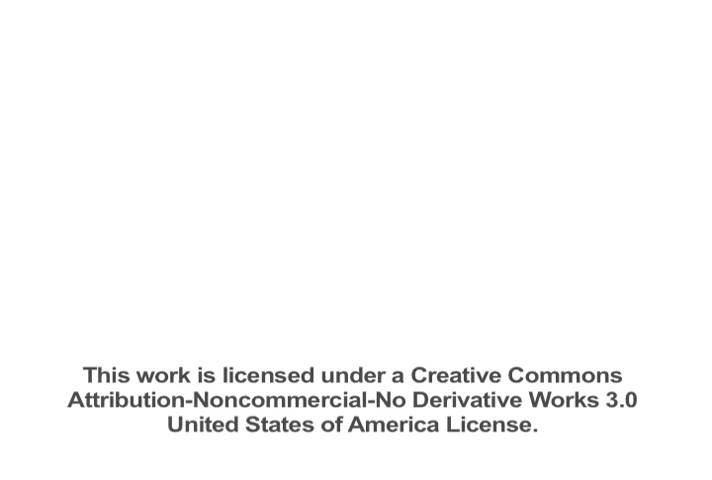 This work is licensed under a Creative Commons
Attribution-Noncommercial-No Derivative Works 3.0
United States of America License.